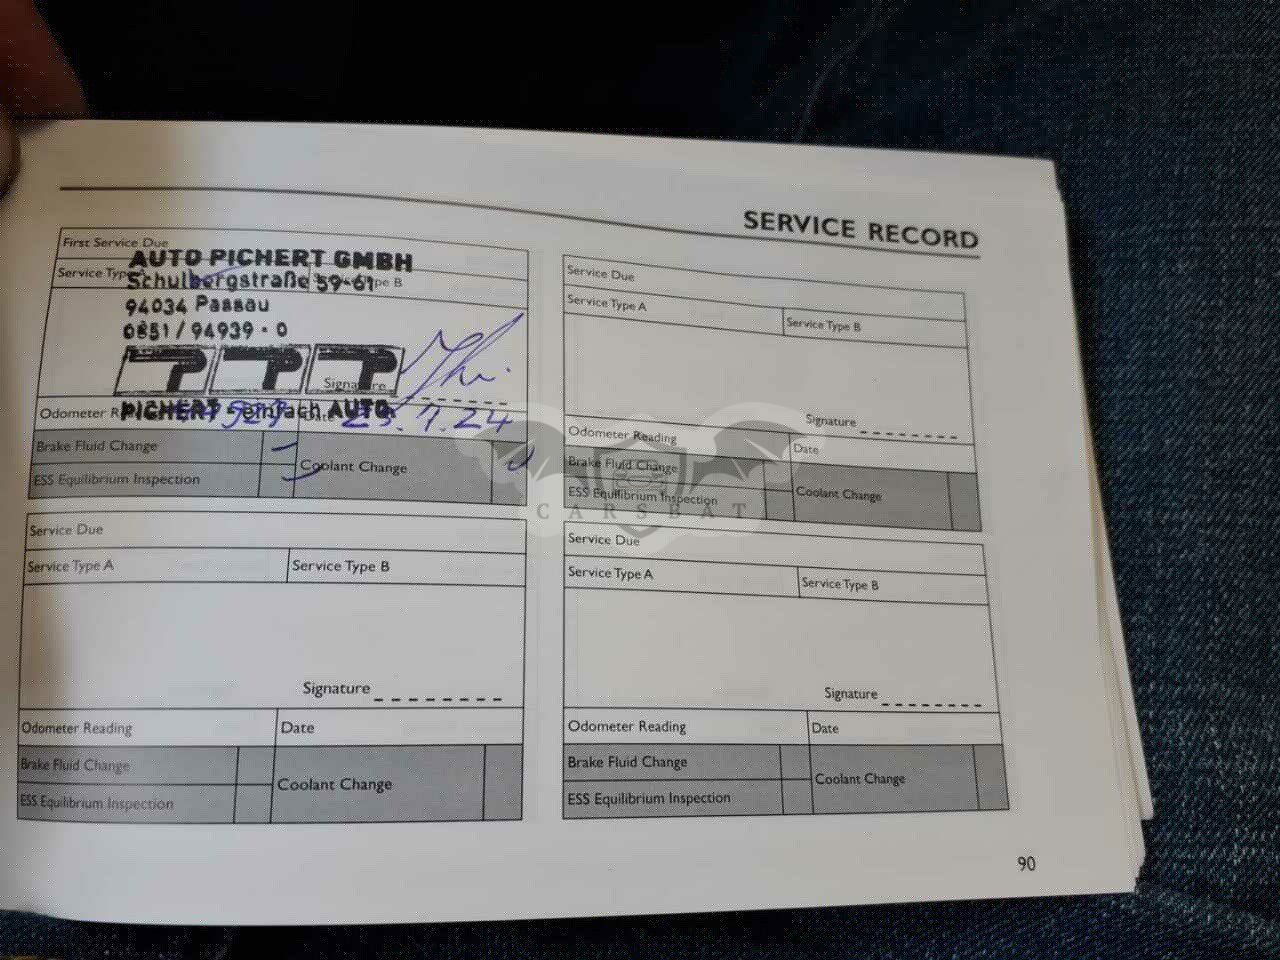 SERVICE RECORD
First Service Due
AUTO PICHERT GMBH
Service Type A
Service Type B
Schulbergstraße 59-61
94034 Passau
0851 / 94939 - 0
Signature
PICHERT - einfach AUTO
Odometer Reading
Date 25.7.24
Brake Fluid Change
Coolant Change
ESS Equilibrium Inspection
Service Due
Service Type A
Service Type B
Signature
Odometer Reading
Date
Brake Fluid Change
Coolant Change
ESS Equilibrium Inspection
CARSBAT
Service Due
Service Type A
Service Type B
Signature
Odometer Reading
Date
Brake Fluid Change
Coolant Change
ESS Equilibrium Inspection
Service Due
Service Type A
Service Type B
Signature
Odometer Reading
Date
Brake Fluid Change
Coolant Change
ESS Equilibrium Inspection
90